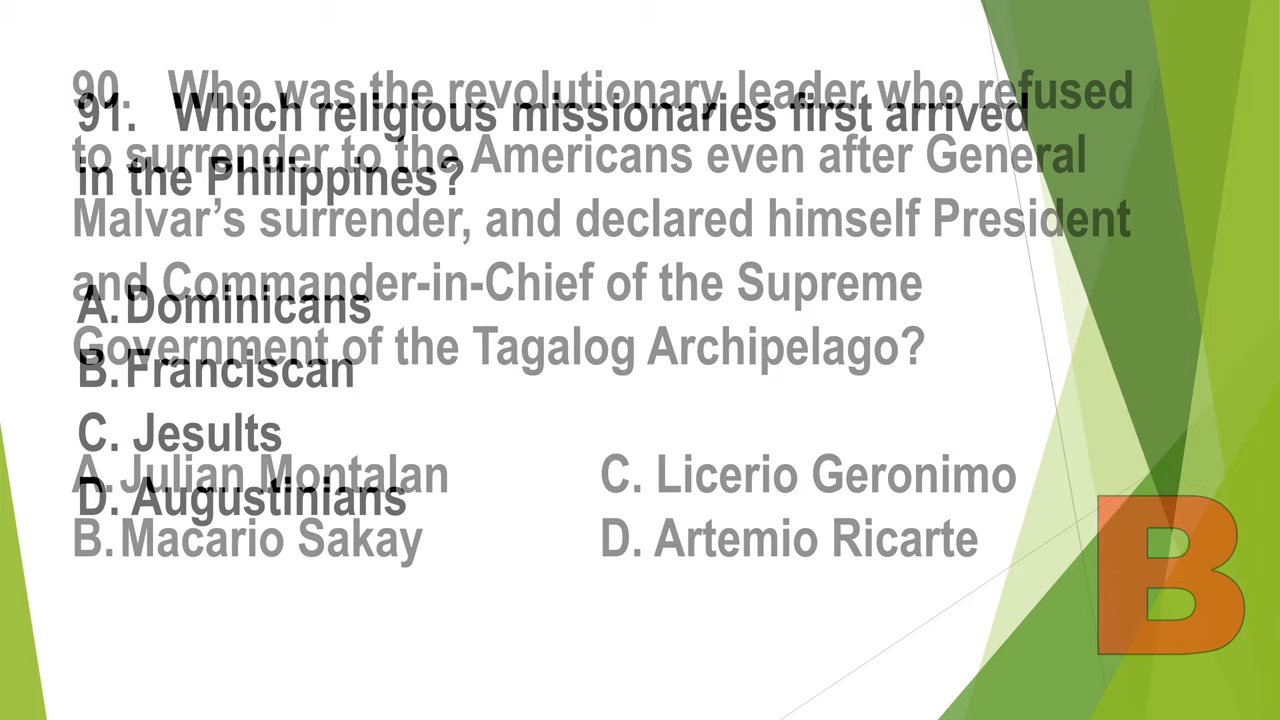 90. Who was the revolutionary leader who refused
to surrender to the Americans even after General
Malvar’s surrender, and declared himself President
and Commander-in-Chief of the Supreme
Government of the Tagalog Archipelago?
A. Julian Montalan
B. Macario Sakay
C. Licerio Geronimo
D. Artemio Ricarte
91. Which religious missionaries first arrived
in the Philippines?
A. Dominicans
B. Franciscan
C. Jesults
D. Augustinians
B